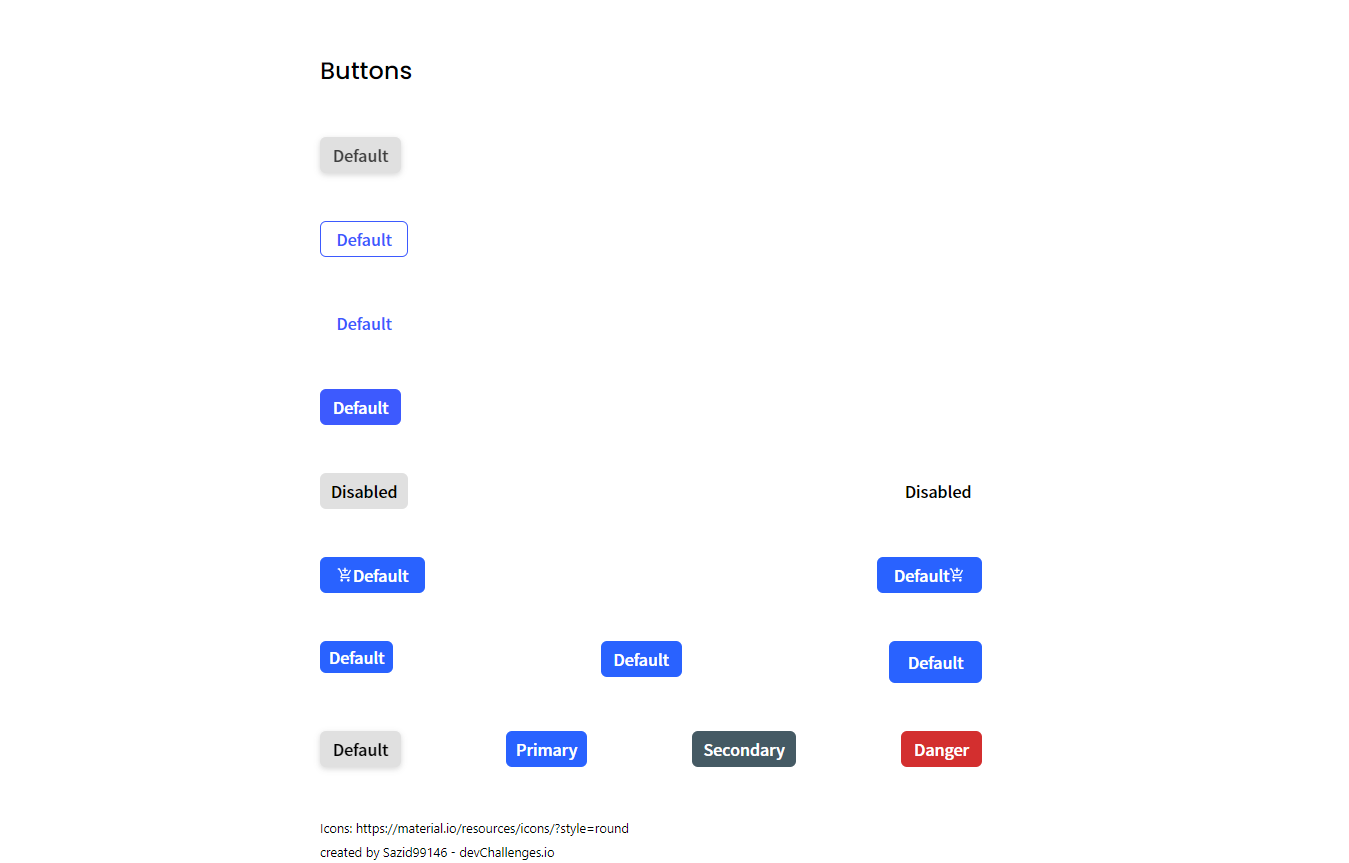 Buttons
Default
Default
Default
Default
Disabled Disabled
Default Default
Default Default Default
Default Primary Secondary Danger
Icons: https://material.io/resources/icons/?style=round
created by Sazid99146 - devChallenges.io